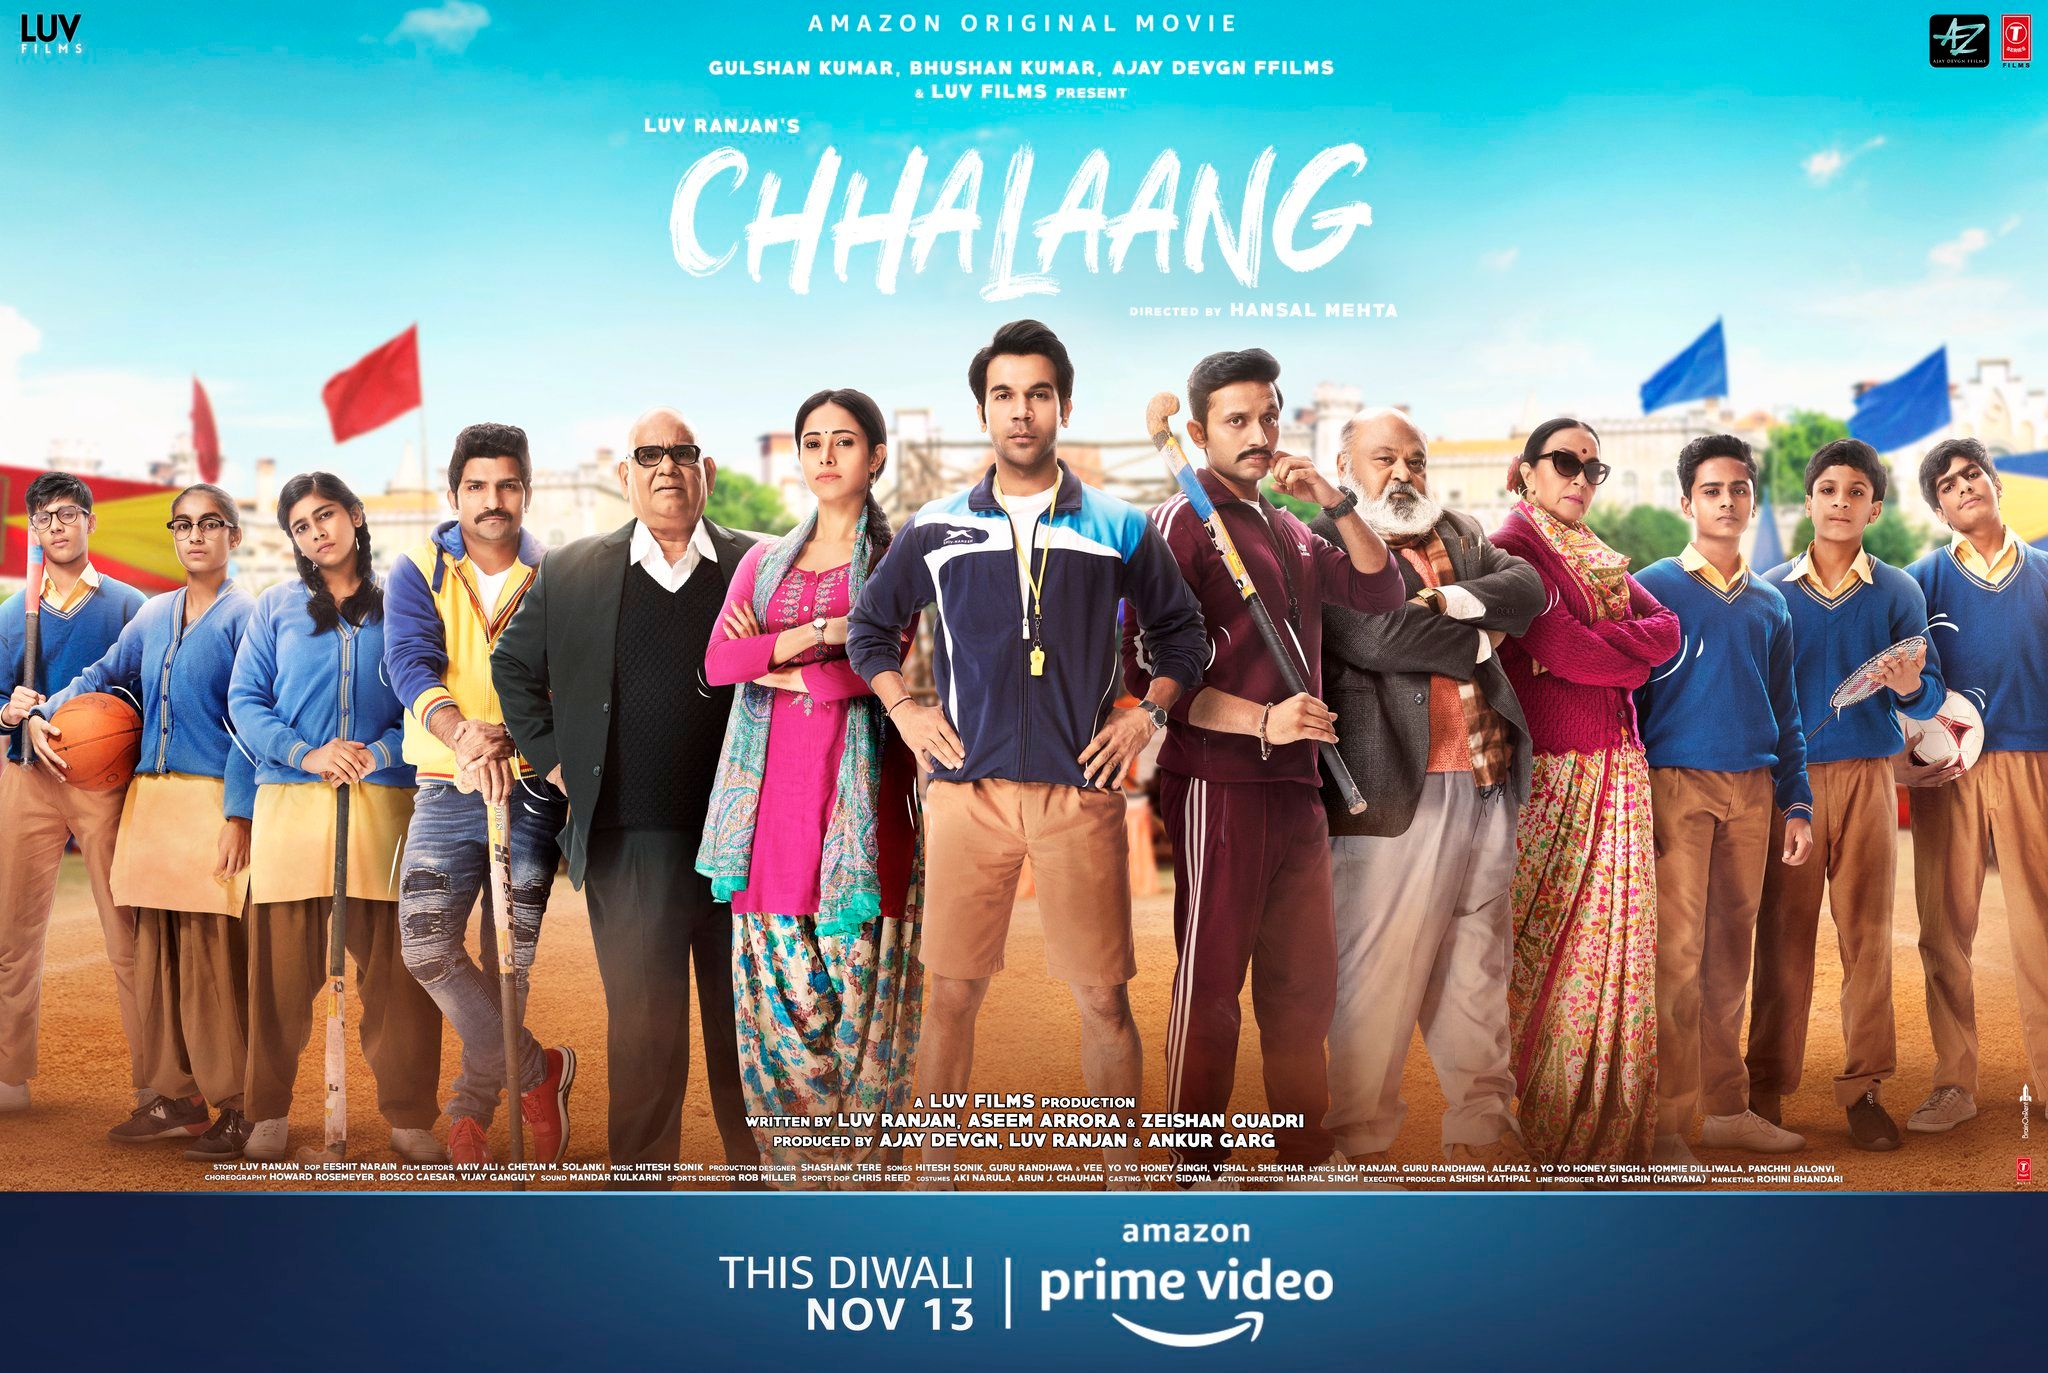 LUV
FILMS
AMAZON ORIGINAL MOVIE
AJAY DEVGN FFILMS
T
SERIES
FILMS
GULSHAN KUMAR, BHUSHAN KUMAR, AJAY DEVGN FFILMS
& LUV FILMS PRESENT
LUV RANJAN'S
CHHALAANG
DIRECTED BY HANSAL MEHTA
A LUV FILMS PRODUCTION
WRITTEN BY LUV RANJAN, ASEEM ARRORA & ZEISHAN QUADRI
PRODUCED BY AJAY DEVGN, LUV RANJAN & ANKUR GARG
STORY LUV RANJAN DOP EESHIT NARAIN FILM EDITORS AKIV ALI & CHETAN M. SOLANKI MUSIC HITESH SONIK PRODUCTION DESIGNER SHASHANK TERE SONGS HITESH SONIK, GURU RANDHAWA & VEE, YO YO HONEY SINGH, VISHAL & SHEKHAR LYRICS LUV RANJAN, GURU RANDHAWA, ALFAAZ & YO YO HONEY SINGH & HOMMIE DILLIWALA, PANCHHI JALONVI
CHOREOGRAPHY HOWARD ROSEMEYER, BOSCO CAESAR, VIJAY GANGULY SOUND MANDAR KULKARNI SPORTS DIRECTOR ROB MILLER SPORTS DOP CHRIS REED COSTUMES AKI NARULA, ARUN J. CHAUHAN CASTING VICKY SIDANA ACTION DIRECTOR HARPAL SINGH EXECUTIVE PRODUCER ASHISH KATHPAL LINE PRODUCER RAVI SARIN (HARYANA) MARKETING ROHINI BHANDARI
THIS DIWALI
NOV 13
amazon
prime video